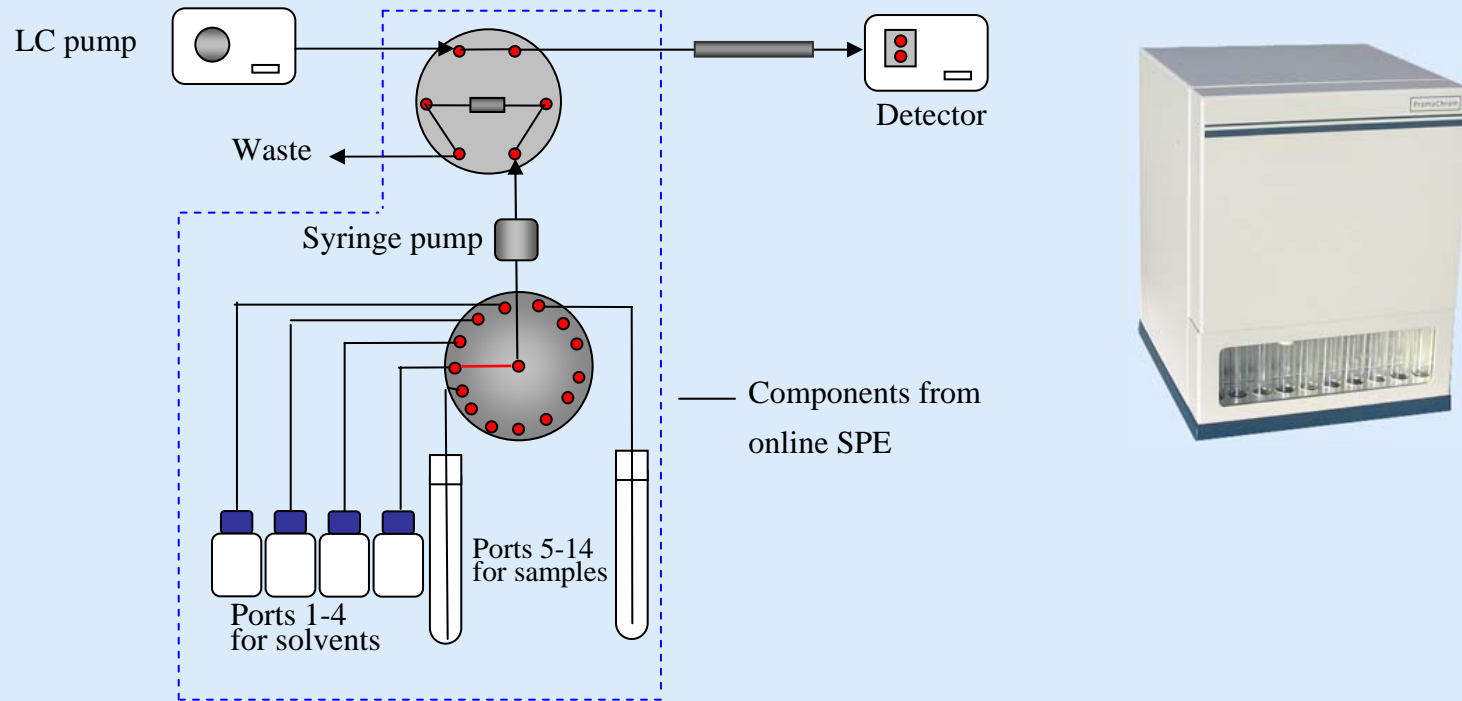 LC pump
Detector
Waste
Syringe pump
Components from
online SPE
Ports 5-14
for samples
Ports 1-4
for solvents
PromoChrom